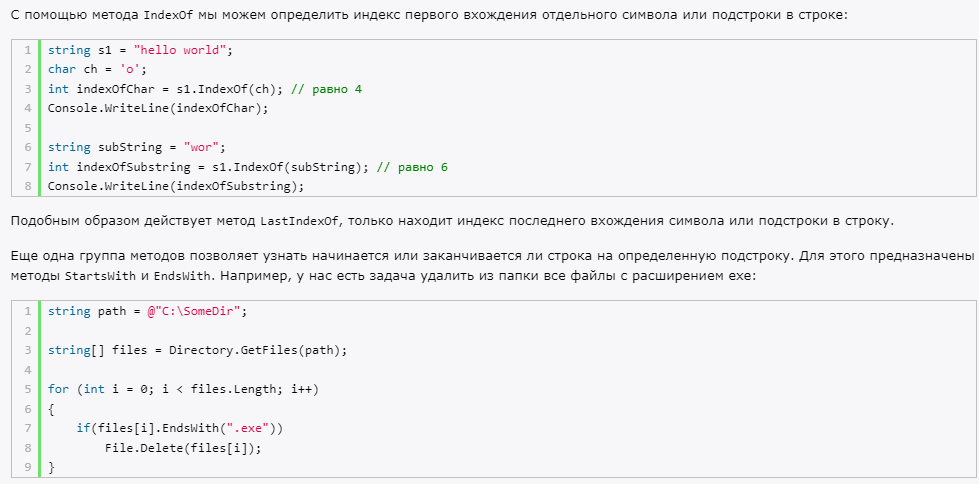 С помощью метода IndexOf мы можем определить индекс первого вхождения отдельного символа или подстроки в строке:
1 string s1 = "hello world";
2 char ch = 'o';
3 int indexOfChar = s1.IndexOf(ch); // равно 4
4 Console.WriteLine(indexOfChar);
5
6 string subString = "wor";
7 int indexOfSubstring = s1.IndexOf(subString); // равно 6
8 Console.WriteLine(indexOfSubstring);
Подобным образом действует метод LastIndexOf, только находит индекс последнего вхождения символа или подстроки в строку.
Еще одна группа методов позволяет узнать начинается или заканчивается ли строка на определенную подстроку. Для этого предназначены
методы StartsWith и EndsWith. Например, у нас есть задача удалить из папки все файлы с расширением exe:
1 string path = @"C:\SomeDir";
2
3 string[] files = Directory.GetFiles(path);
4
5 for (int i = 0; i < files.Length; i++)
6 {
7     if(files[i].EndsWith(".exe"))
8         File.Delete(files[i]);
9 }